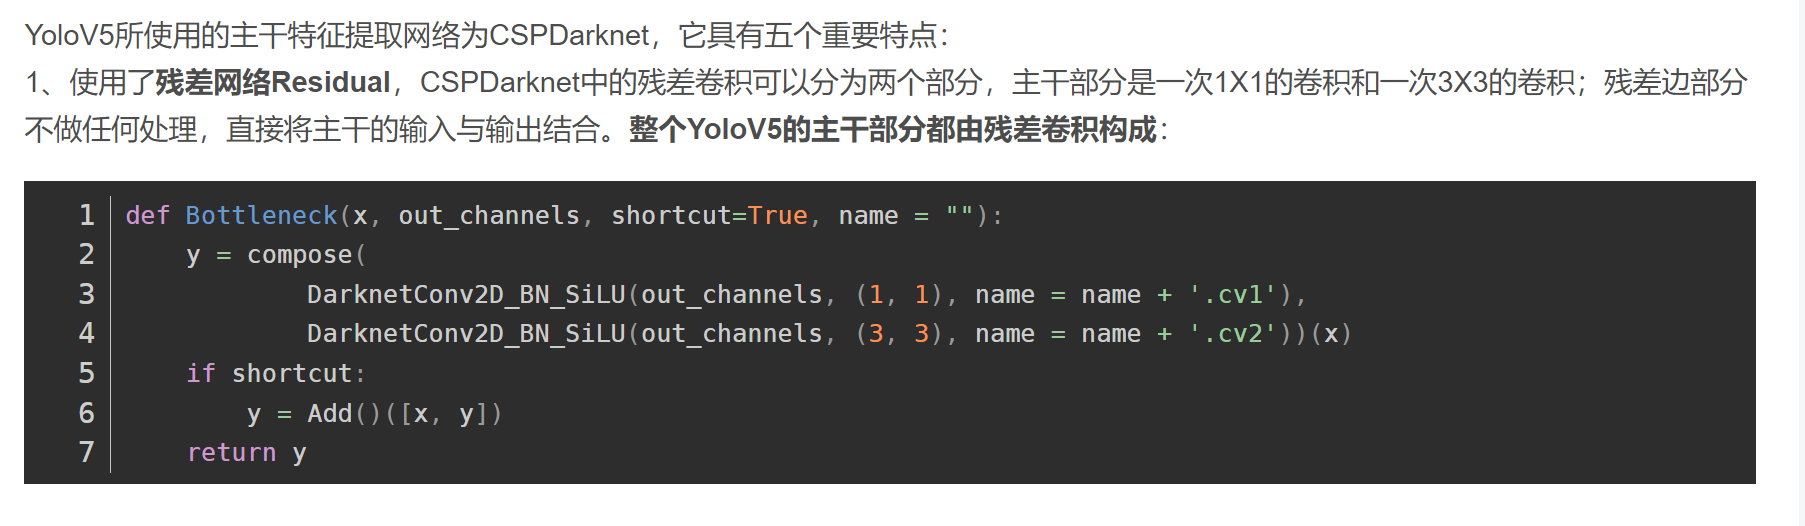 YoloV5所使用的主干特征提取网络为CSPDarknet，它具有五个重要特点：
1、使用了残差网络Residual，CSPDarknet中的残差卷积可以分为两个部分，主干部分是一次1X1的卷积和一次3X3的卷积；残差边部分
不做任何处理，直接将主干的输入与输出结合。整个YoloV5的主干部分都由残差卷积构成：
1 def Bottleneck(x, out_channels, shortcut=True, name = ""):
2     y = compose(
3             DarknetConv2D_BN_SiLU(out_channels, (1, 1), name = name + '.cv1'),
4             DarknetConv2D_BN_SiLU(out_channels, (3, 3), name = name + '.cv2'))(x)
5     if shortcut:
6         y = Add()([x, y])
7     return y